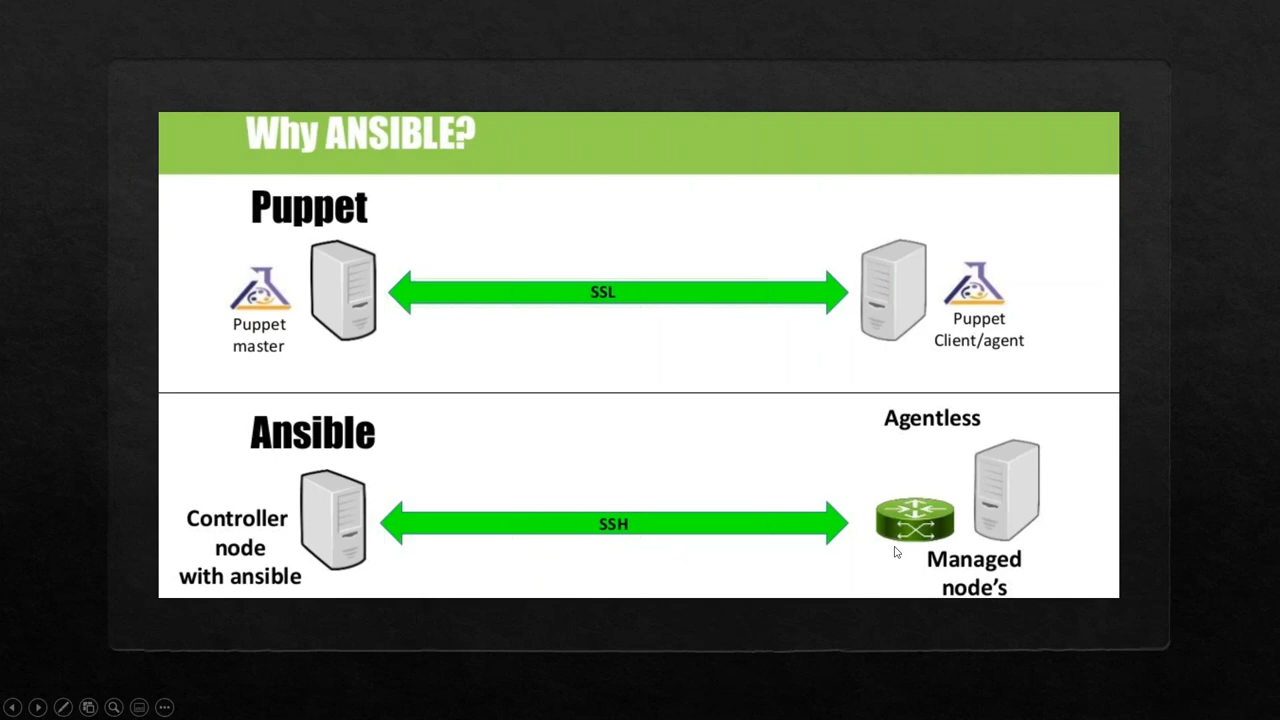 Why ANSIBLE?
Puppet
SSL
Puppet
master
Puppet
Client/agent
Ansible
Agentless
SSH
Controller
node
with ansible
Managed
node’s